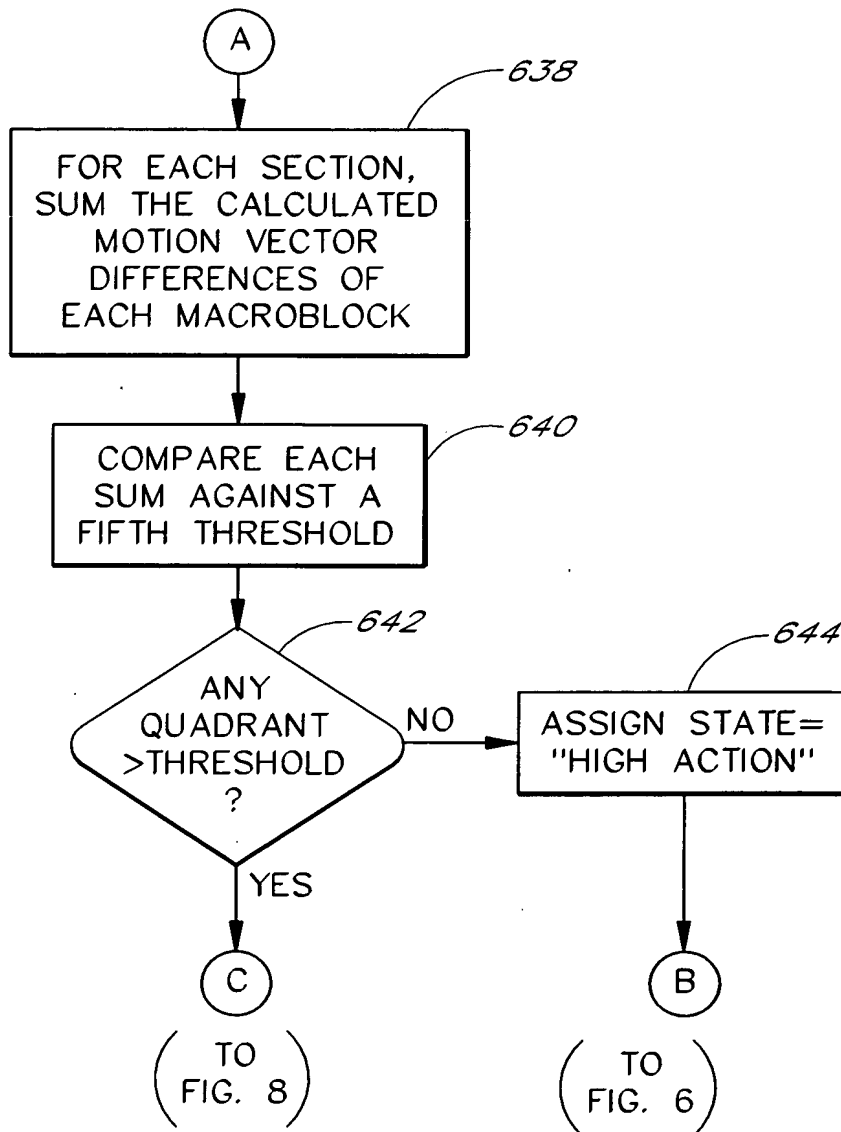 A
638
FOR EACH SECTION,
SUM THE CALCULATED
MOTION VECTOR
DIFFERENCES OF
EACH MACROBLOCK
640
COMPARE EACH
SUM AGAINST A
FIFTH THRESHOLD
642
ANY
QUADRANT
>THRESHOLD
?
NO
644
ASSIGN STATE=
"HIGH ACTION"
YES
C
B
(TO
FIG. 8)
(TO
FIG. 6)